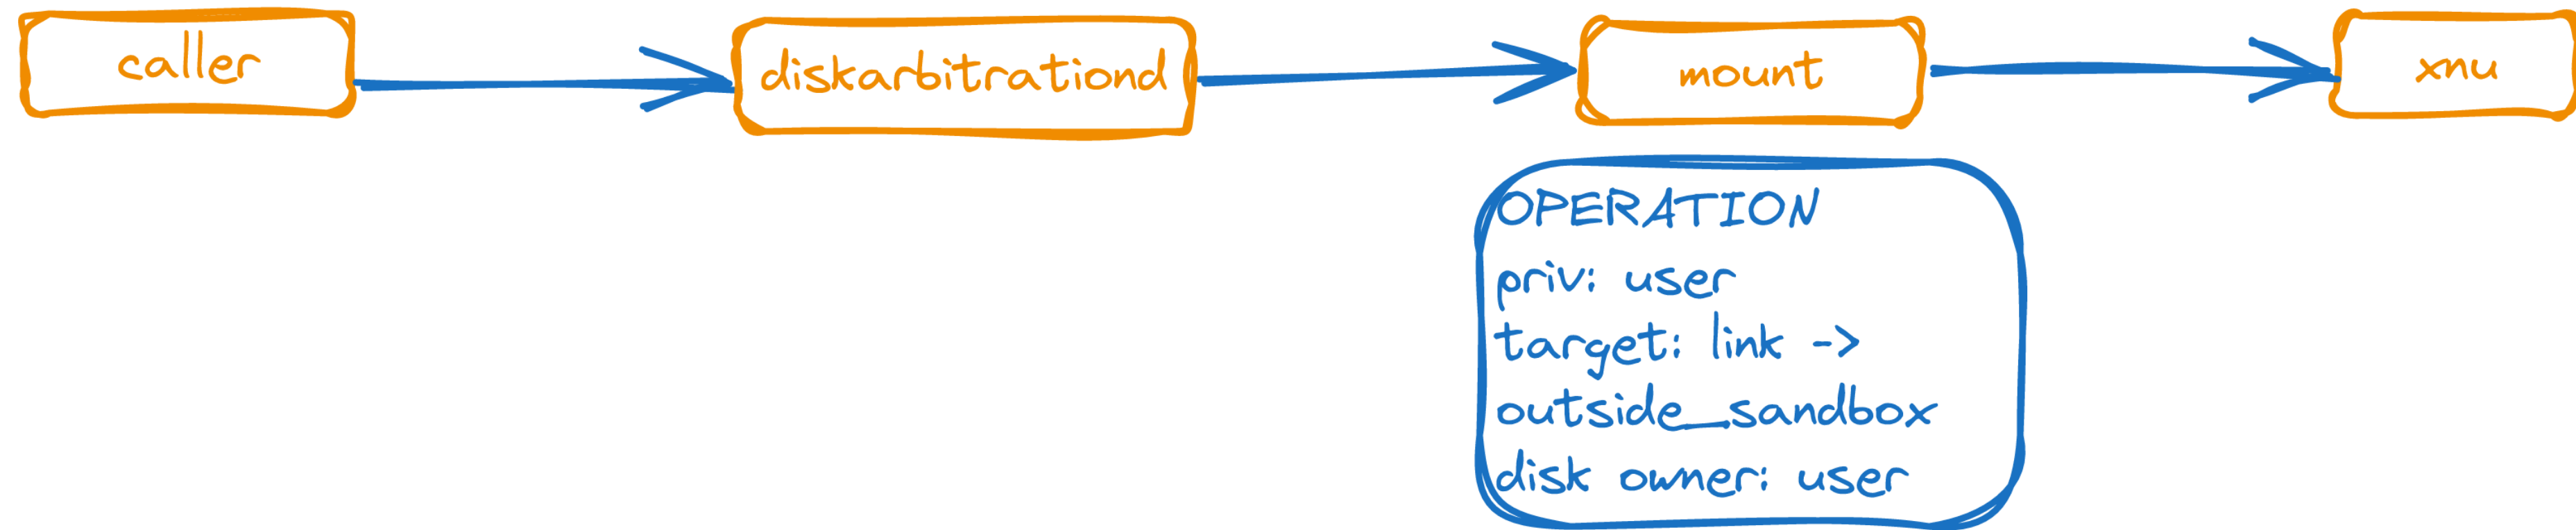 caller
diskarbitrationd
mount
xnu
OPERATION
priv: user
target: link ->
outside_sandbox
disk owner: user